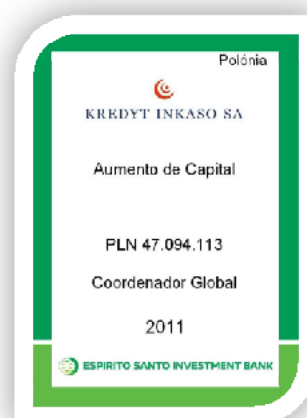 Polónia
KREDYT INKASO SA
Aumento de Capital
PLN 47.094.113
Coordenador Global
2011
ESPIRITO SANTO INVESTMENT BANK